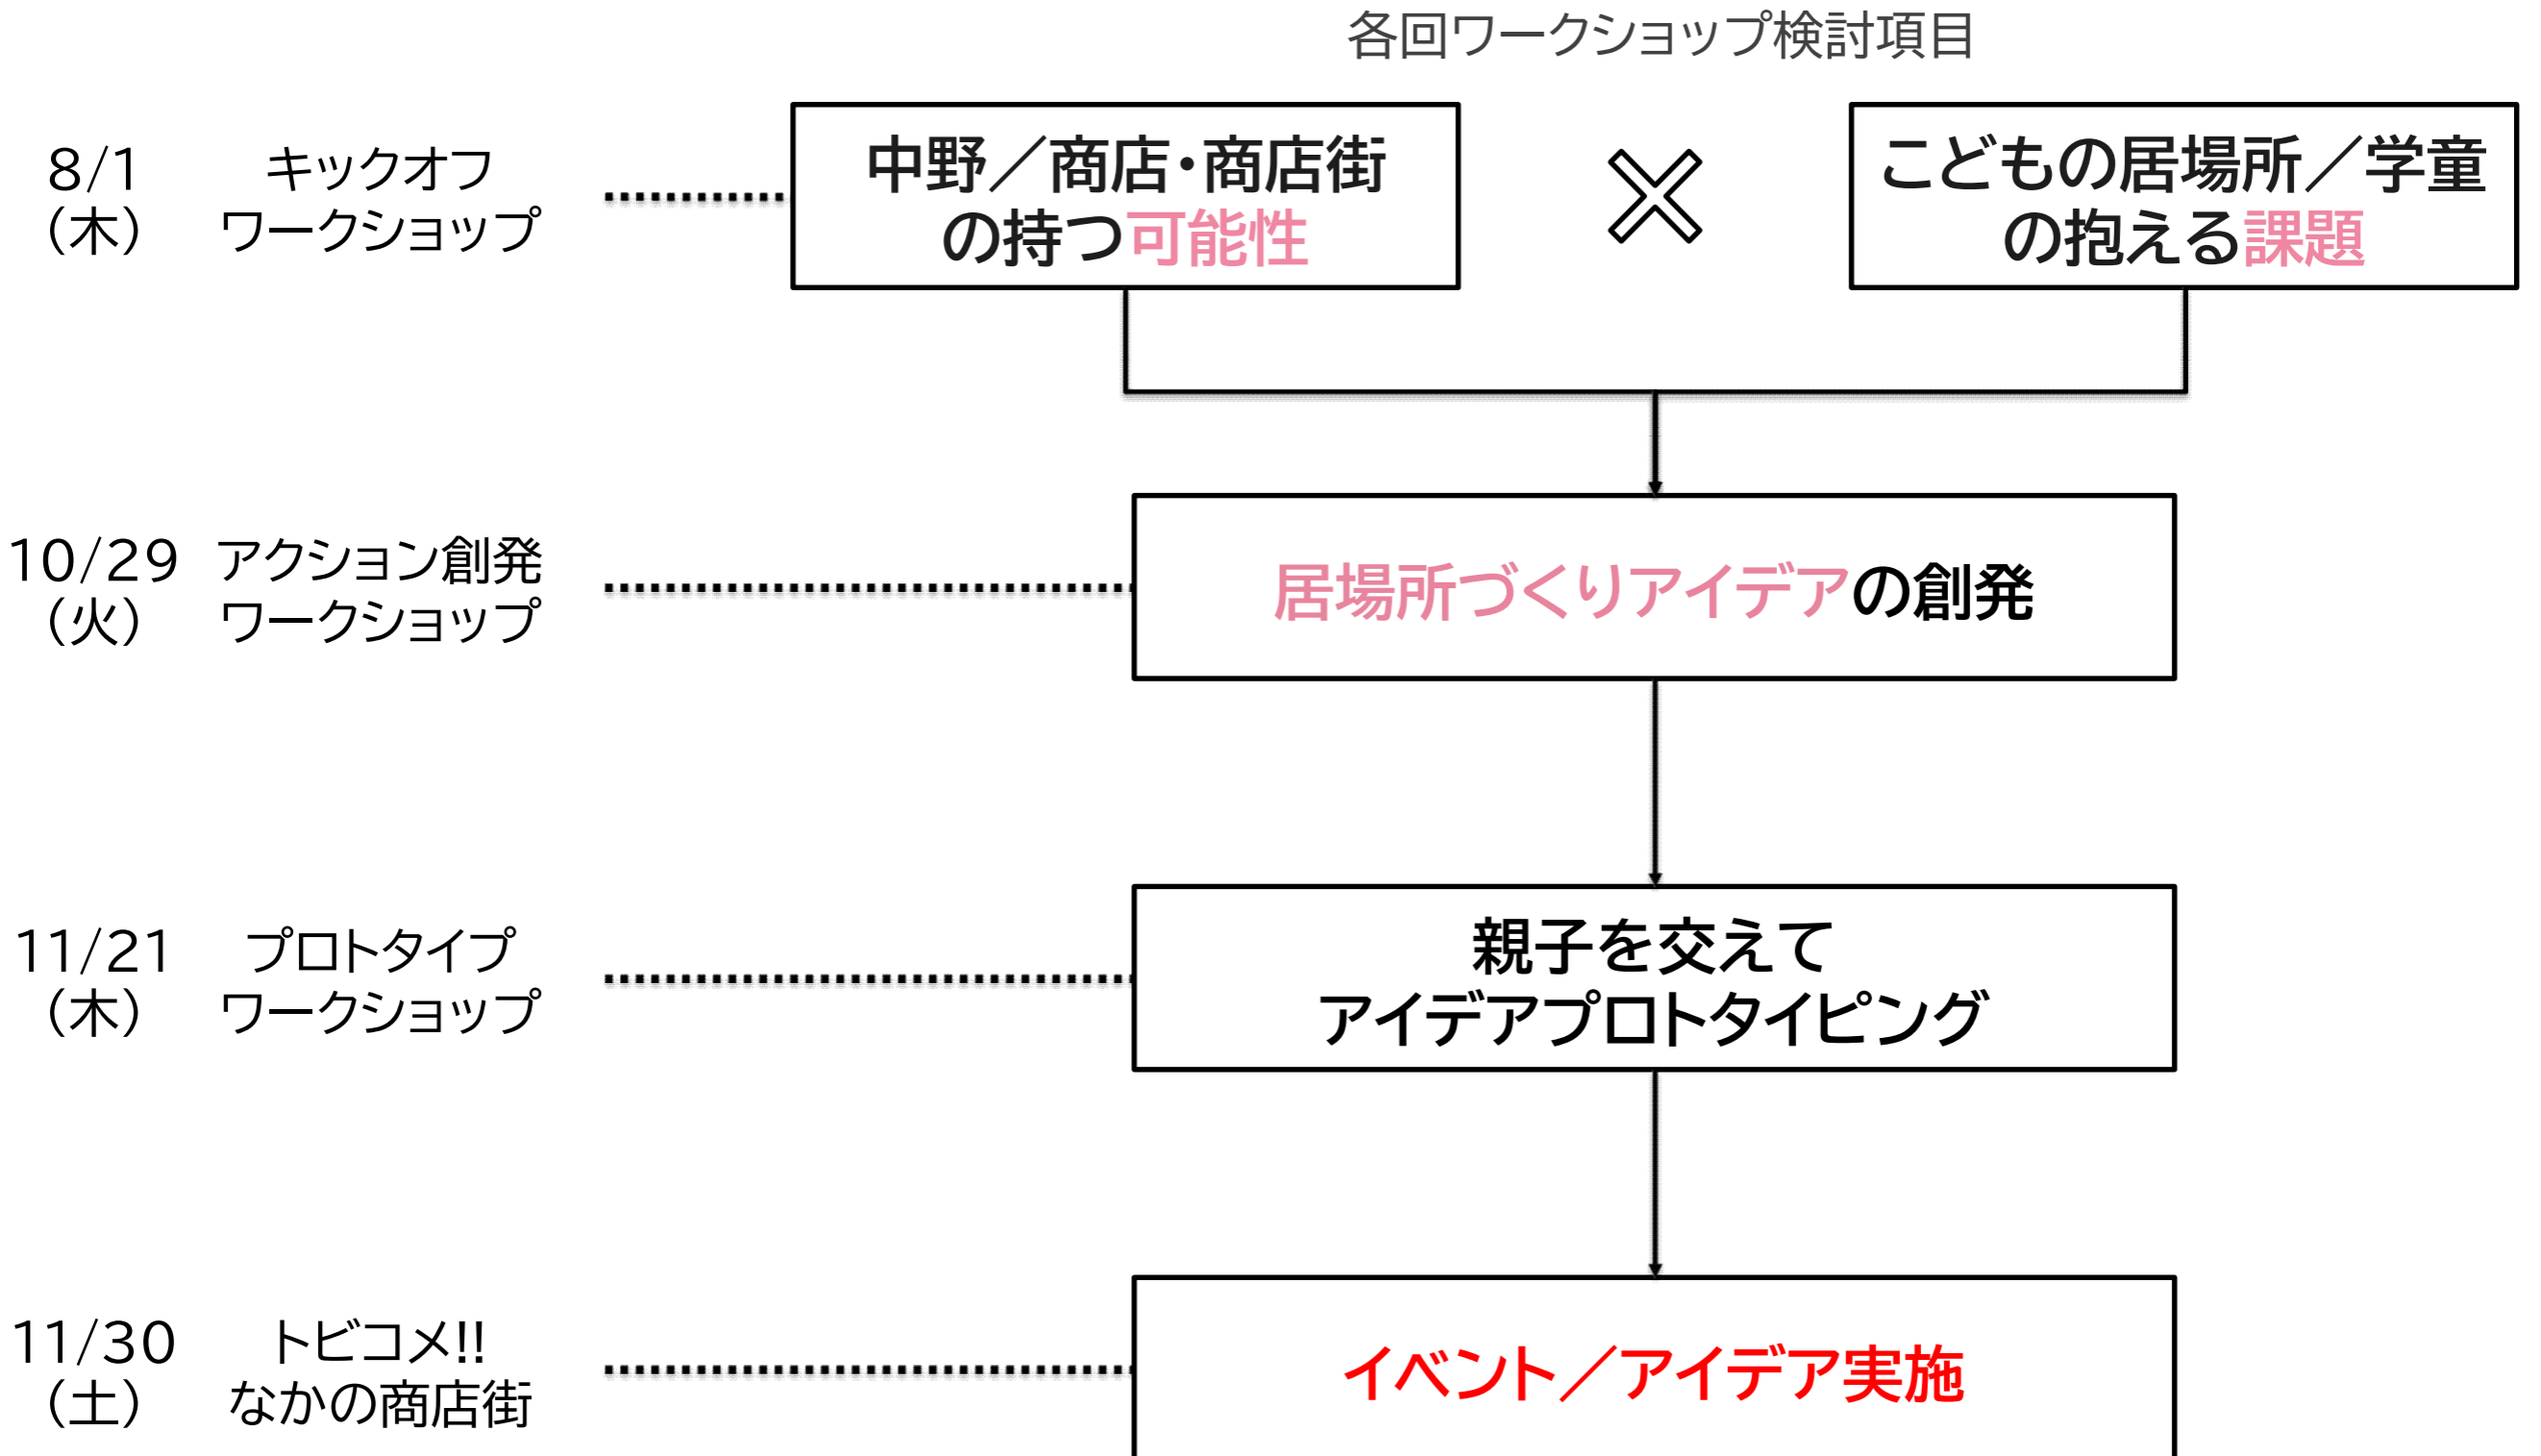 各回ワークショップ検討項目
8/1
(木)
キックオフ
ワークショップ
中野／商店・商店街
の持つ可能性
こどもの居場所／学童
の抱える課題
10/29
(火)
アクション創発
ワークショップ
居場所づくりアイデアの創発
11/21
(木)
プロトタイプ
ワークショップ
親子を交えて
アイデアプロトタイピング
11/30
(土)
トビコメ!!
なかの商店街
イベント／アイデア実施